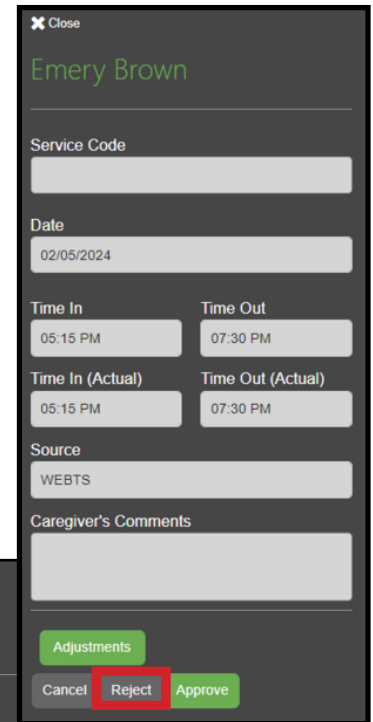 ✖ Close
Emery Brown
Service Code
Date
02/05/2024
Time In Time Out
05:15 PM 07:30 PM
Time In (Actual) Time Out (Actual)
05:15 PM 07:30 PM
Source
WEBTS
Caregiver's Comments
Adjustments
Cancel Reject Approve